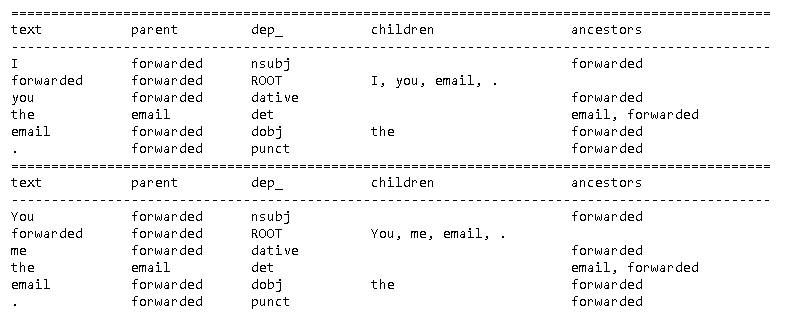 ================================================================================
text           parent         dep_           children                 ancestors
--------------------------------------------------------------------------------
I              forwarded      nsubj                                   forwarded
forwarded      forwarded      ROOT           I, you, email, .
you            forwarded      dative                                  forwarded
the            email          det                                     email, forwarded
email          forwarded      dobj           the                      forwarded
.              forwarded      punct                                   forwarded
================================================================================
text           parent         dep_           children                 ancestors
--------------------------------------------------------------------------------
You            forwarded      nsubj                                   forwarded
forwarded      forwarded      ROOT           You, me, email, .
me             forwarded      dative                                  forwarded
the            email          det                                     email, forwarded
email          forwarded      dobj           the                      forwarded
.              forwarded      punct                                   forwarded